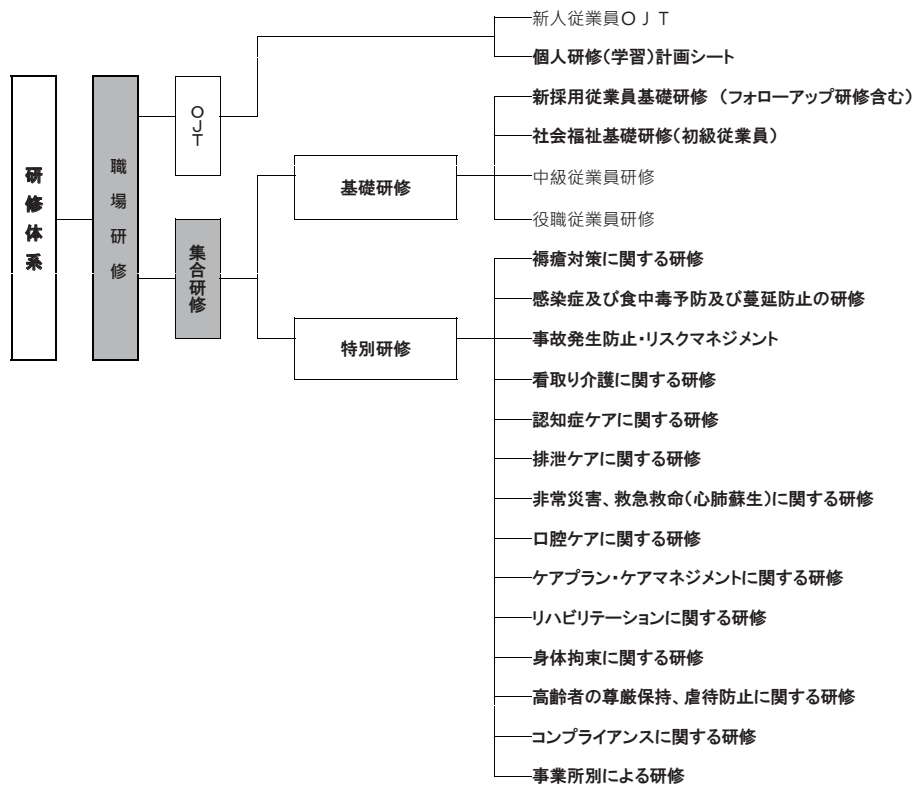 研修体系
職場研修
OJT
集合研修
基礎研修
特別研修
新人従業員OJT
個人研修(学習)計画シート
新採用従業員基礎研修 (フォローアップ研修含む)
社会福祉基礎研修(初級従業員)
中級従業員研修
役職従業員研修
褥瘡対策に関する研修
感染症及び食中毒予防及び蔓延防止の研修
事故発生防止・リスクマネジメント
看取り介護に関する研修
認知症ケアに関する研修
排泄ケアに関する研修
非常災害、救急救命(心肺蘇生)に関する研修
口腔ケアに関する研修
ケアプラン・ケアマネジメントに関する研修
リハビリテーションに関する研修
身体拘束に関する研修
高齢者の尊厳保持、虐待防止に関する研修
コンプライアンスに関する研修
事業所別による研修